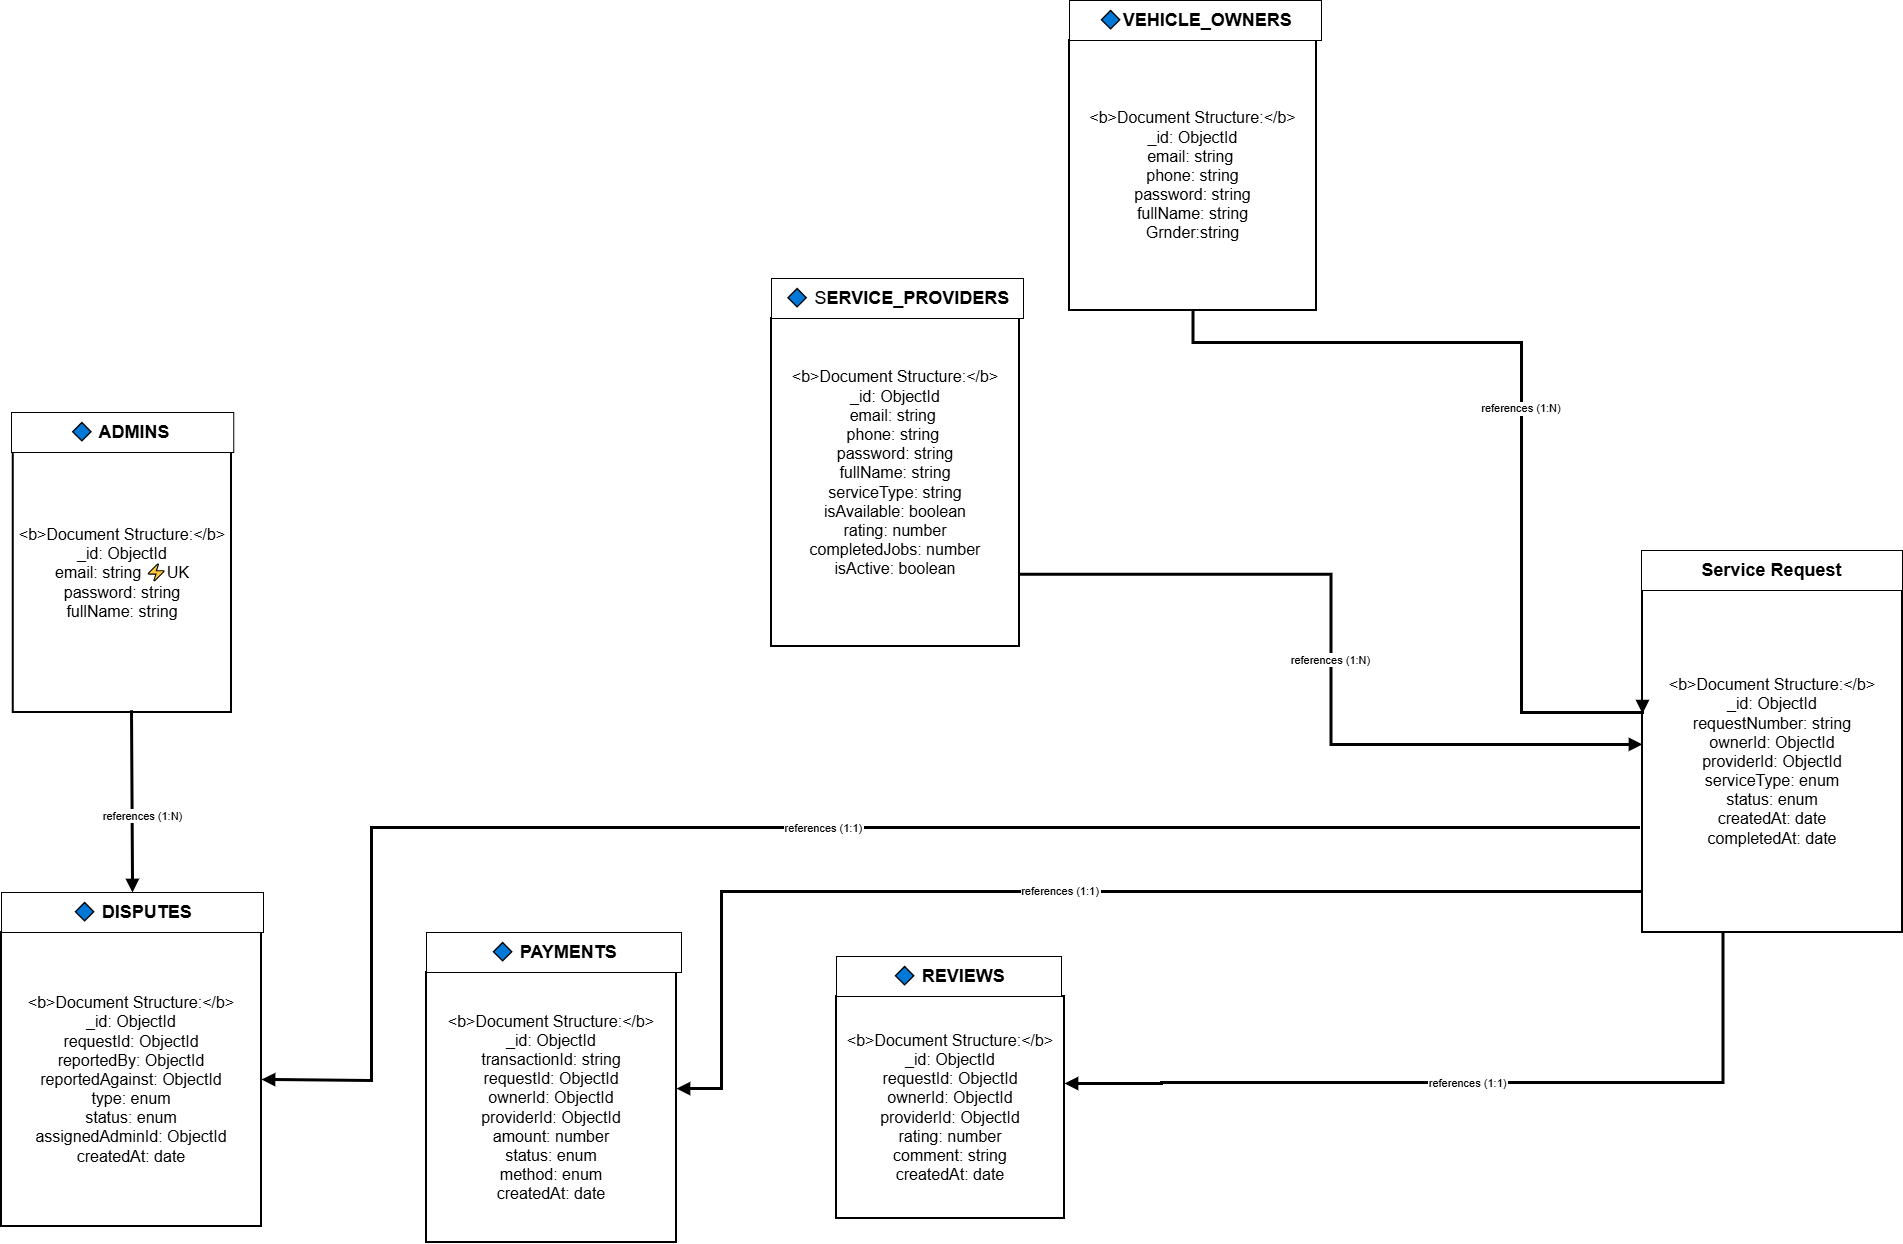 VEHICLE_OWNERS
<b>Document Structure:</b>
_id: ObjectId
email: string
phone: string
password: string
fullName: string
Grnder:string
SERVICE_PROVIDERS
<b>Document Structure:</b>
_id: ObjectId
email: string
phone: string
password: string
fullName: string
serviceType: string
isAvailable: boolean
rating: number
completedJobs: number
isActive: boolean
references (1:N)
ADMINS
<b>Document Structure:</b>
_id: ObjectId
email: string ⚡UK
password: string
fullName: string
Service Request
<b>Document Structure:</b>
_id: ObjectId
requestNumber: string
ownerId: ObjectId
providerId: ObjectId
serviceType: enum
status: enum
createdAt: date
completedAt: date
references (1:N)
references (1:N)
references (1:1)
references (1:1)
DISPUTES
<b>Document Structure:</b>
_id: ObjectId
requestId: ObjectId
reportedBy: ObjectId
reportedAgainst: ObjectId
type: enum
status: enum
assignedAdminId: ObjectId
createdAt: date
PAYMENTS
<b>Document Structure:</b>
_id: ObjectId
transactionId: string
requestId: ObjectId
ownerId: ObjectId
providerId: ObjectId
amount: number
status: enum
method: enum
createdAt: date
REVIEWS
<b>Document Structure:</b>
_id: ObjectId
requestId: ObjectId
ownerId: ObjectId
providerId: ObjectId
rating: number
comment: string
createdAt: date
references (1:1)